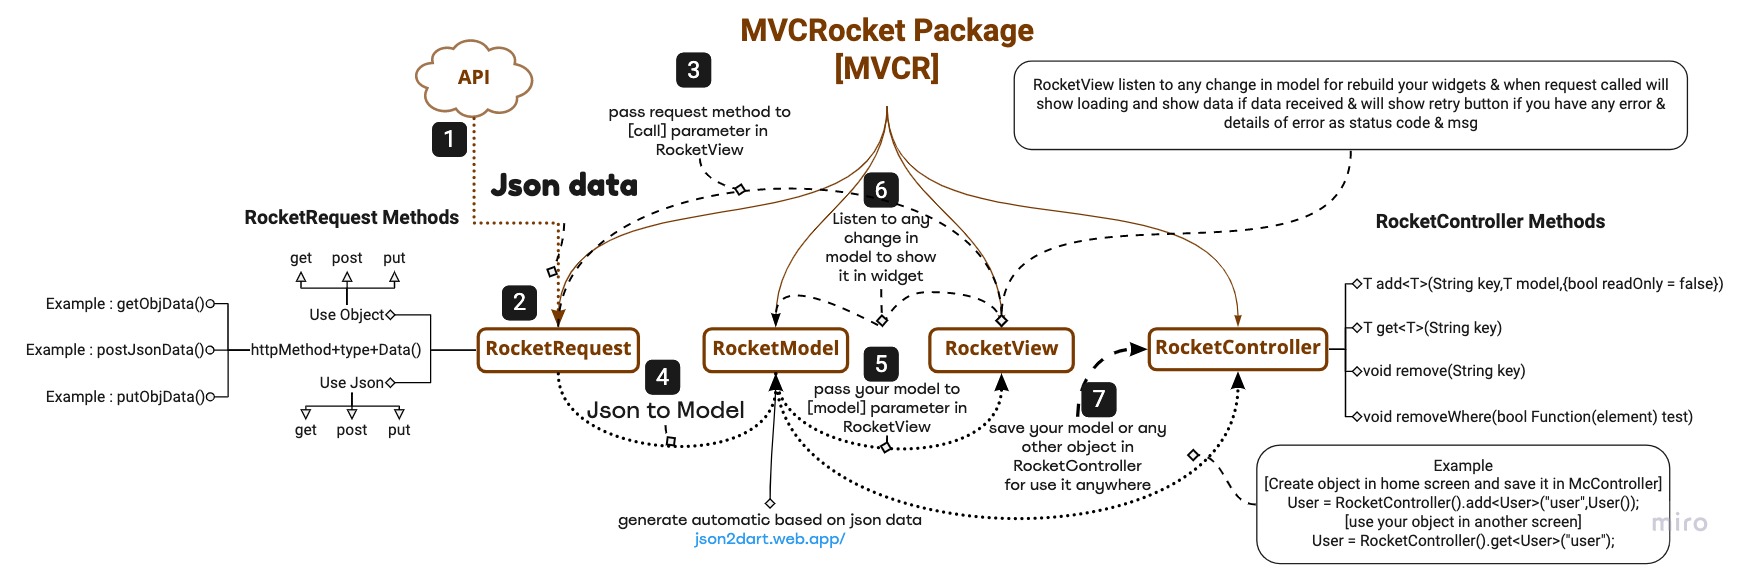 MVCRocket Package
[MVCR]
API
1
3
pass request method to
[call] parameter in
RocketView
RocketView listen to any change in model for rebuild your widgets & when request called will
show loading and show data if data received & will show retry button if you have any error &
details of error as status code & msg
Json data
6
Listen to any
change in
model to show
it in widget
RocketRequest Methods
get
post
put
Example : getObjData()
Use Object
Example : postJsonData()
httpMethod+type+Data()
Use Json
Example : putObjData()
get
post
put
2
RocketRequest
RocketModel
RocketView
RocketController
RocketController Methods
T add<T>(String key,T model,{bool readOnly = false})
T get<T>(String key)
void remove(String key)
void removeWhere(bool Function(element) test)
4
Json to Model
5
pass your model to
[model] parameter in
RocketView
7
save your model or any
other object in
RocketController
for use it anywhere
generate automatic based on json data
json2dart.web.app/
Example
[Create object in home screen and save it in McController]
User = RocketController().add<User>("user",User());
[use your object in another screen]
User = RocketController().get<User>("user");
miro